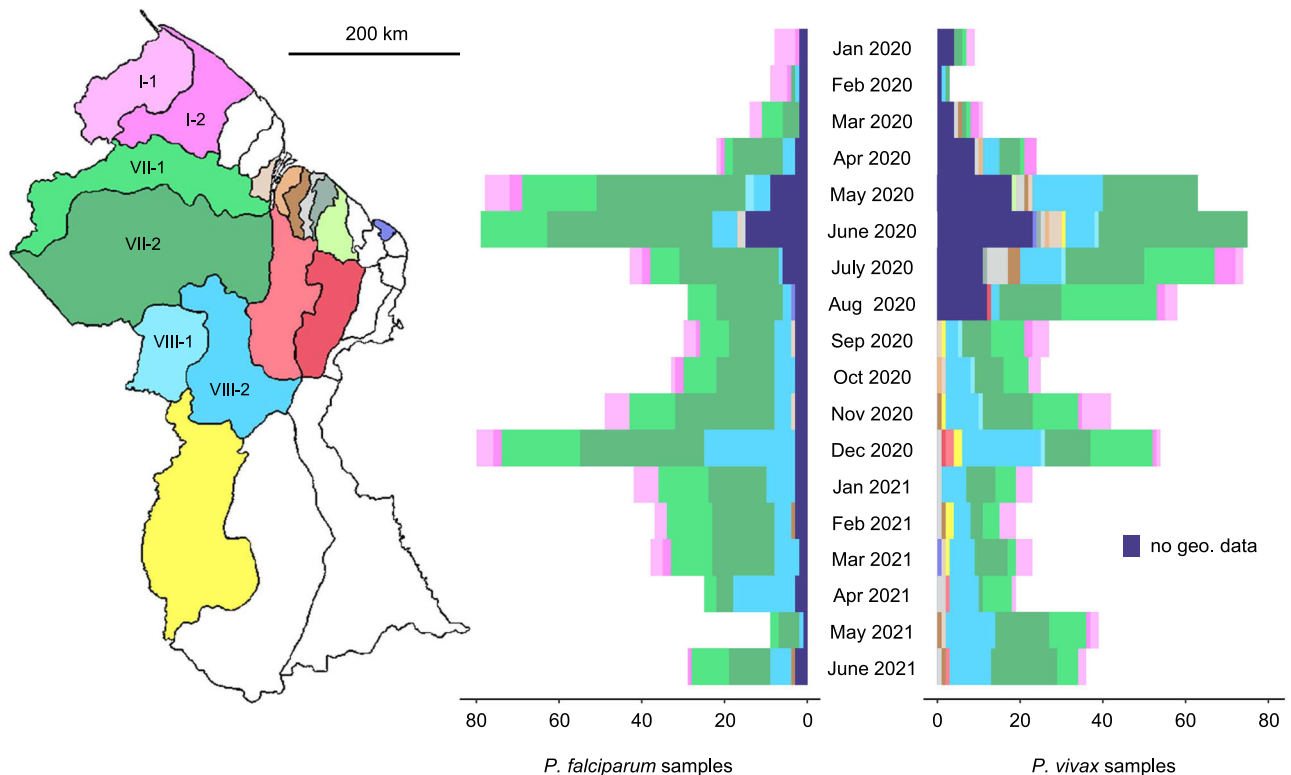 200 km
I-1
I-2
VII-1
VII-2
VIII-1
VIII-2
Jan 2020
Feb 2020
Mar 2020
Apr 2020
May 2020
June 2020
July 2020
Aug 2020
Sep 2020
Oct 2020
Nov 2020
Dec 2020
Jan 2021
Feb 2021
Mar 2021
Apr 2021
May 2021
June 2021
no geo. data
80 60 40 20 0
0 20 40 60 80
P. falciparum samples
P. vivax samples